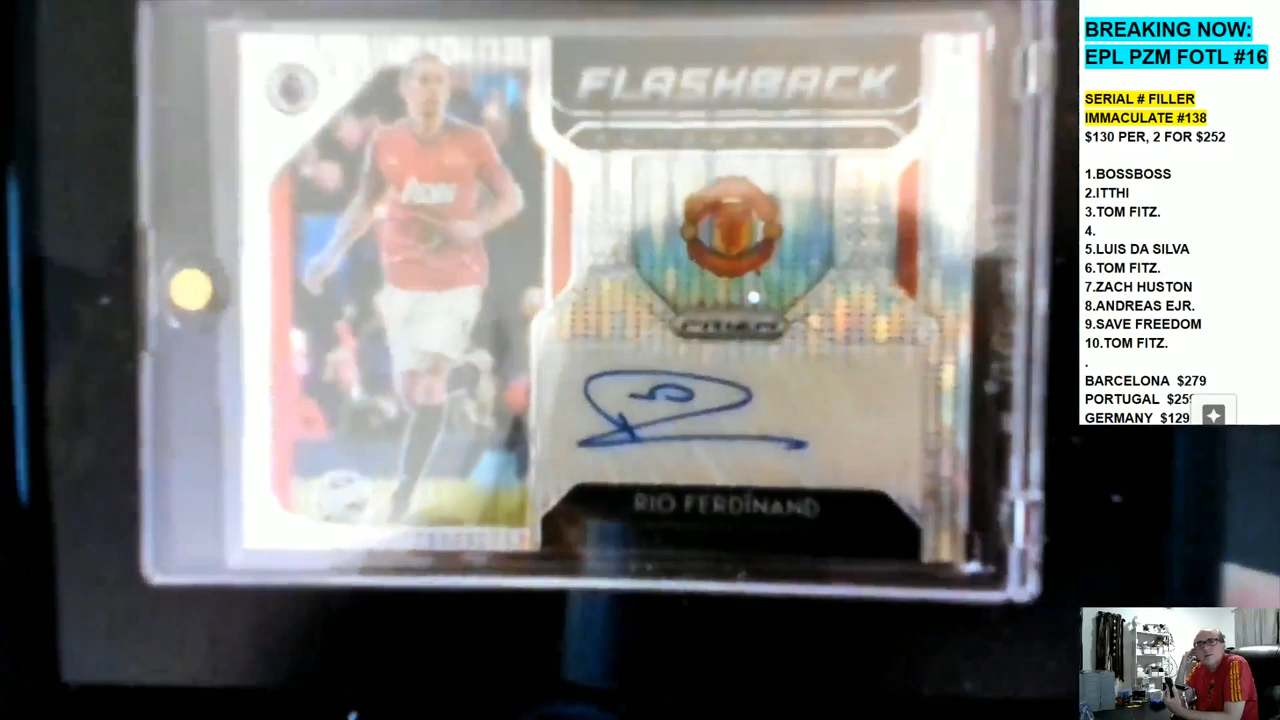 FLASHBACK
PRIZM
RIO FERDINAND
BREAKING NOW:
EPL PZM FOTL #16
SERIAL # FILLER
IMMACULATE #138
$130 PER, 2 FOR $252
1.BOSSBOSS
2.ITTHI
3.TOM FITZ.
4.
5.LUIS DA SILVA
6.TOM FITZ.
7.ZACH HUSTON
8.ANDREAS EJR.
9.SAVE FREEDOM
10.TOM FITZ.
.
BARCELONA $279
PORTUGAL
GERMANY $129